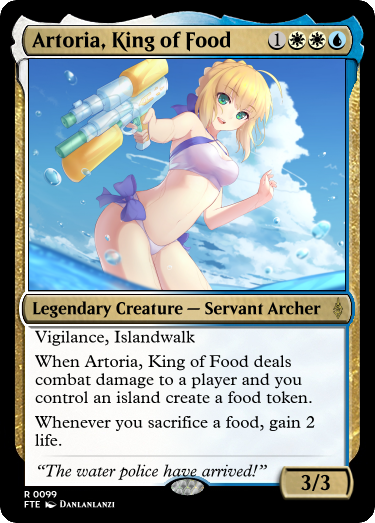 Artoria, King of Food 1
Legendary Creature — Servant Archer
Vigilance, Islandwalk
When Artoria, King of Food deals
combat damage to a player and you
control an island create a food token.
Whenever you sacrifice a food, gain 2
life.
“The water police have arrived!”
3/3
R 0099
FTE DANLANLANZI